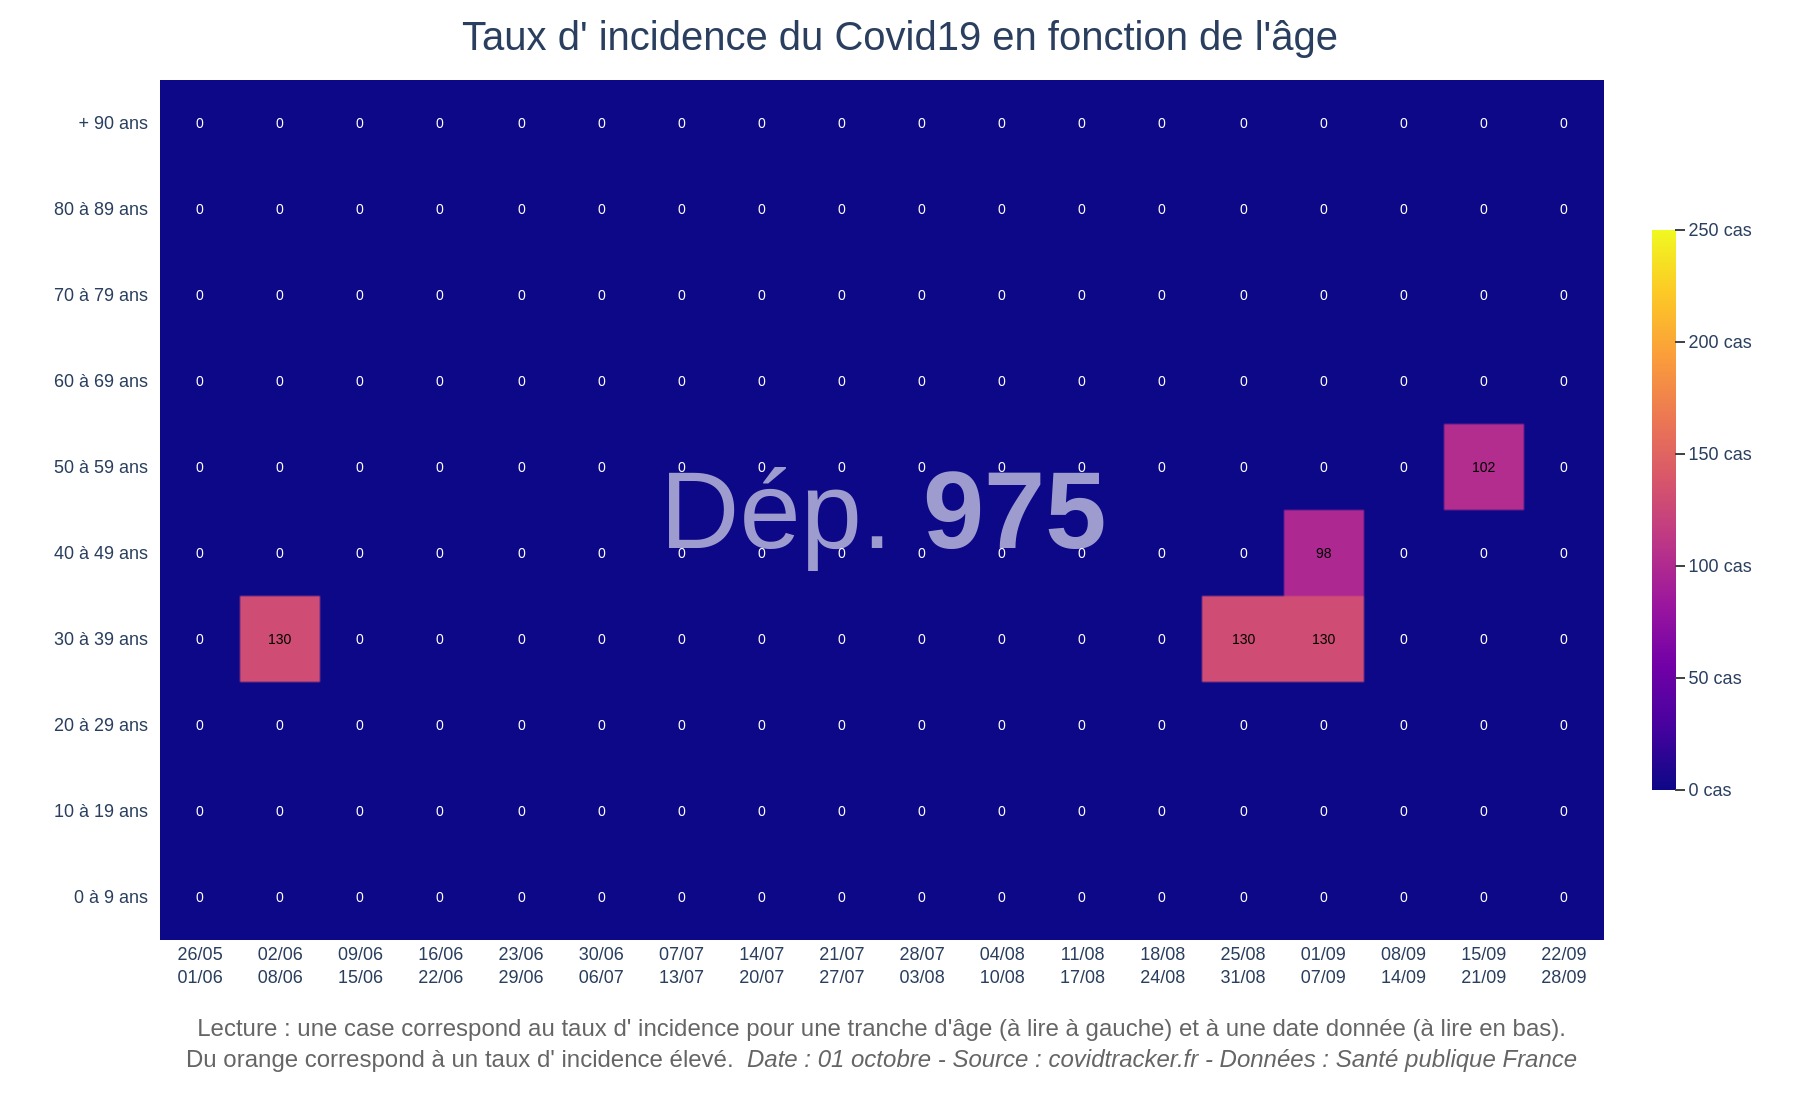 Taux d' incidence du Covid19 en fonction de l'âge
+ 90 ans 0 0 0 0 0 0 0 0 0 0 0 0 0 0 0 0 0 0
80 à 89 ans 0 0 0 0 0 0 0 0 0 0 0 0 0 0 0 0 0 0
250 cas
70 à 79 ans 0 0 0 0 0 0 0 0 0 0 0 0 0 0 0 0 0 0
200 cas
60 à 69 ans 0 0 0 0 0 0 0 0 0 0 0 0 0 0 0 0 0 0
150 cas
50 à 59 ans 0 0 0 0 0 0 0 0 0 0 0 0 0 0 0 0 102 0
Dép. 975
40 à 49 ans 0 0 0 0 0 0 0 0 0 0 0 0 0 0 98 0 0 0
100 cas
30 à 39 ans 0 130 0 0 0 0 0 0 0 0 0 0 0 130 130 0 0 0
50 cas
20 à 29 ans 0 0 0 0 0 0 0 0 0 0 0 0 0 0 0 0 0 0
0 cas
10 à 19 ans 0 0 0 0 0 0 0 0 0 0 0 0 0 0 0 0 0 0
0 à 9 ans 0 0 0 0 0 0 0 0 0 0 0 0 0 0 0 0 0 0
26/05 02/06 09/06 16/06 23/06 30/06 07/07 14/07 21/07 28/07 04/08 11/08 18/08 25/08 01/09 08/09 15/09 22/09
01/06 08/06 15/06 22/06 29/06 06/07 13/07 20/07 27/07 03/08 10/08 17/08 24/08 31/08 07/09 14/09 21/09 28/09
Lecture : une case correspond au taux d' incidence pour une tranche d'âge (à lire à gauche) et à une date donnée (à lire en bas).
Du orange correspond à un taux d' incidence élevé. Date : 01 octobre - Source : covidtracker.fr - Données : Santé publique France